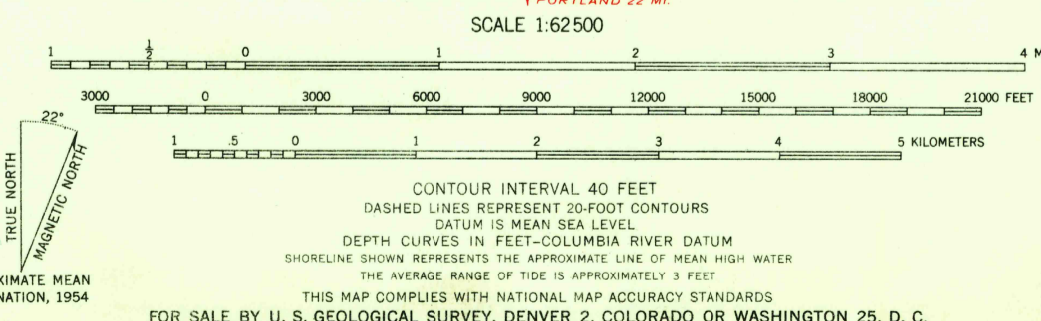 PORTLAND 22 MI.
SCALE 1:62500
1 ½ 0 1 2 3 4
3000 0 3000 6000 9000 12000 15000 18000 21000 FEET
1 .5 0 1 2 3 4 5 KILOMETERS
22°
TRUE NORTH
MAGNETIC NORTH
CONTOUR INTERVAL 40 FEET
DASHED LINES REPRESENT 20-FOOT CONTOURS
DATUM IS MEAN SEA LEVEL
DEPTH CURVES IN FEET-COLUMBIA RIVER DATUM
SHORELINE SHOWN REPRESENTS THE APPROXIMATE LINE OF MEAN HIGH WATER
THE AVERAGE RANGE OF TIDE IS APPROXIMATELY 3 FEET
XIMATE MEAN
NATION, 1954
THIS MAP COMPLIES WITH NATIONAL MAP ACCURACY STANDARDS
FOR SALE BY U. S. GEOLOGICAL SURVEY, DENVER 2, COLORADO OR WASHINGTON 25, D. C.